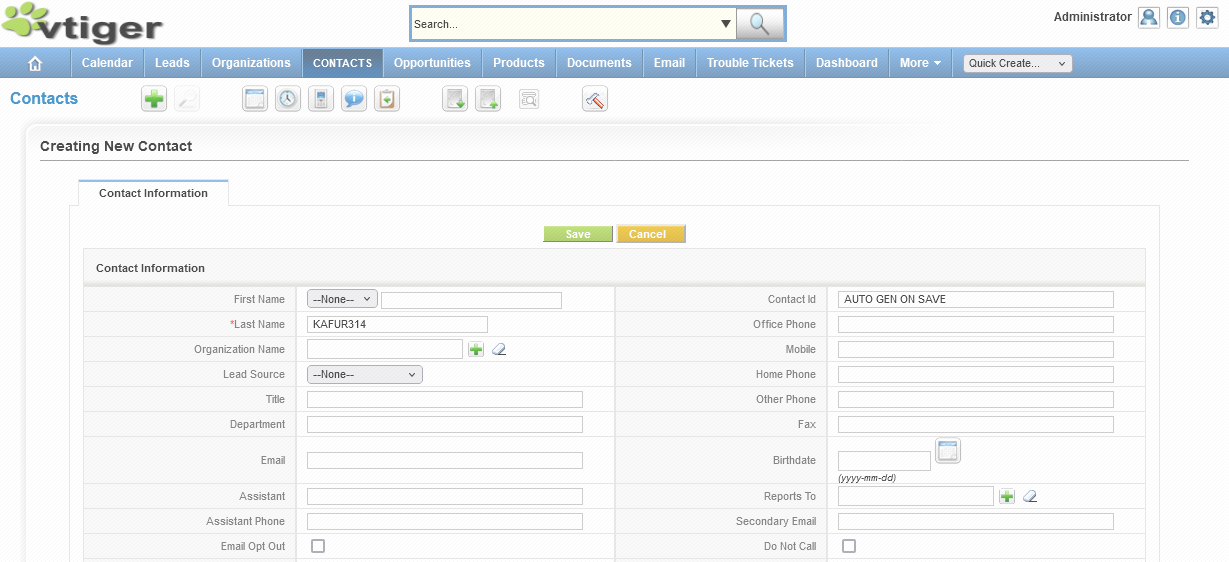 vtiger
Search...
Administrator
Calendar Leads Organizations CONTACTS Opportunities Products Documents Email Trouble Tickets Dashboard More Quick Create...
Contacts
Creating New Contact
Contact Information
Save Cancel
Contact Information
First Name --None-- Contact Id AUTO GEN ON SAVE
*Last Name KAFUR314 Office Phone
Organization Name Mobile
Lead Source --None-- Home Phone
Title Other Phone
Department Fax
Email Birthdate
(yyyy-mm-dd)
Assistant Reports To
Assistant Phone Secondary Email
Email Opt Out Do Not Call